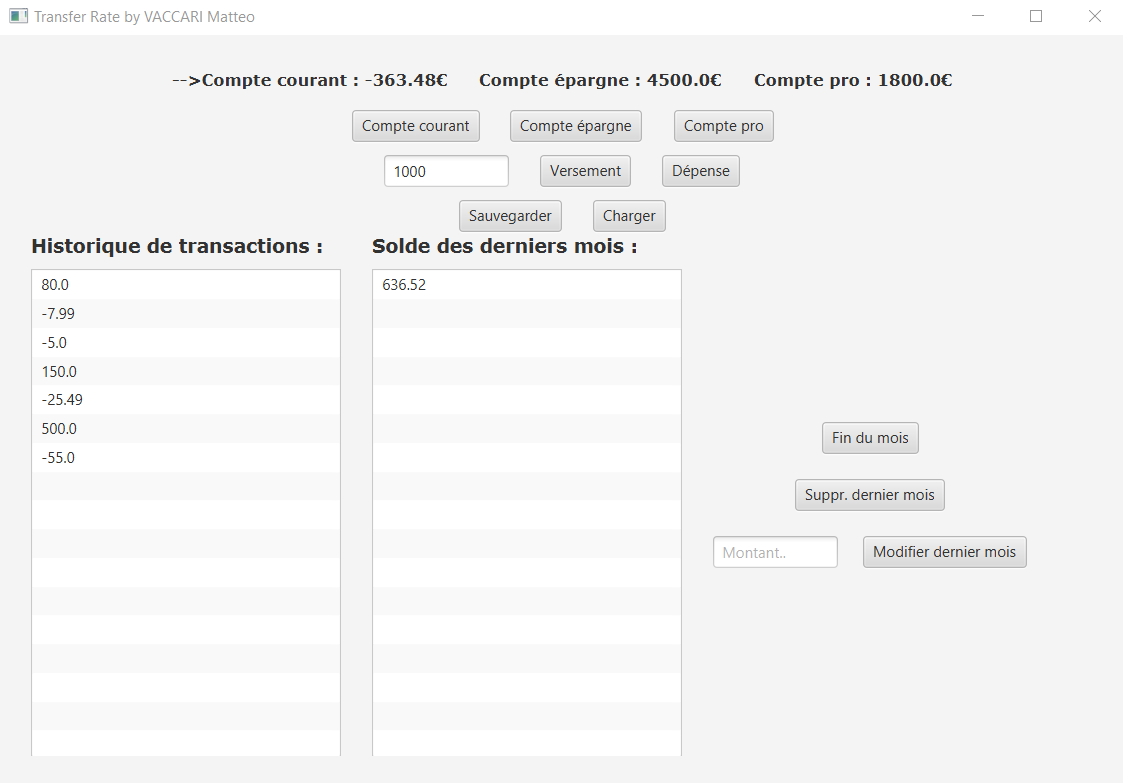 Transfer Rate by VACCARI Matteo
-->Compte courant : -363.48€ Compte épargne : 4500.0€ Compte pro : 1800.0€
Compte courant Compte épargne Compte pro
1000 Versement Dépense
Sauvegarder Charger
Historique de transactions : Solde des derniers mois :
80.0 636.52
-7.99
-5.0
150.0
-25.49
500.0
-55.0
Fin du mois
Suppr. dernier mois
Montant.. Modifier dernier mois